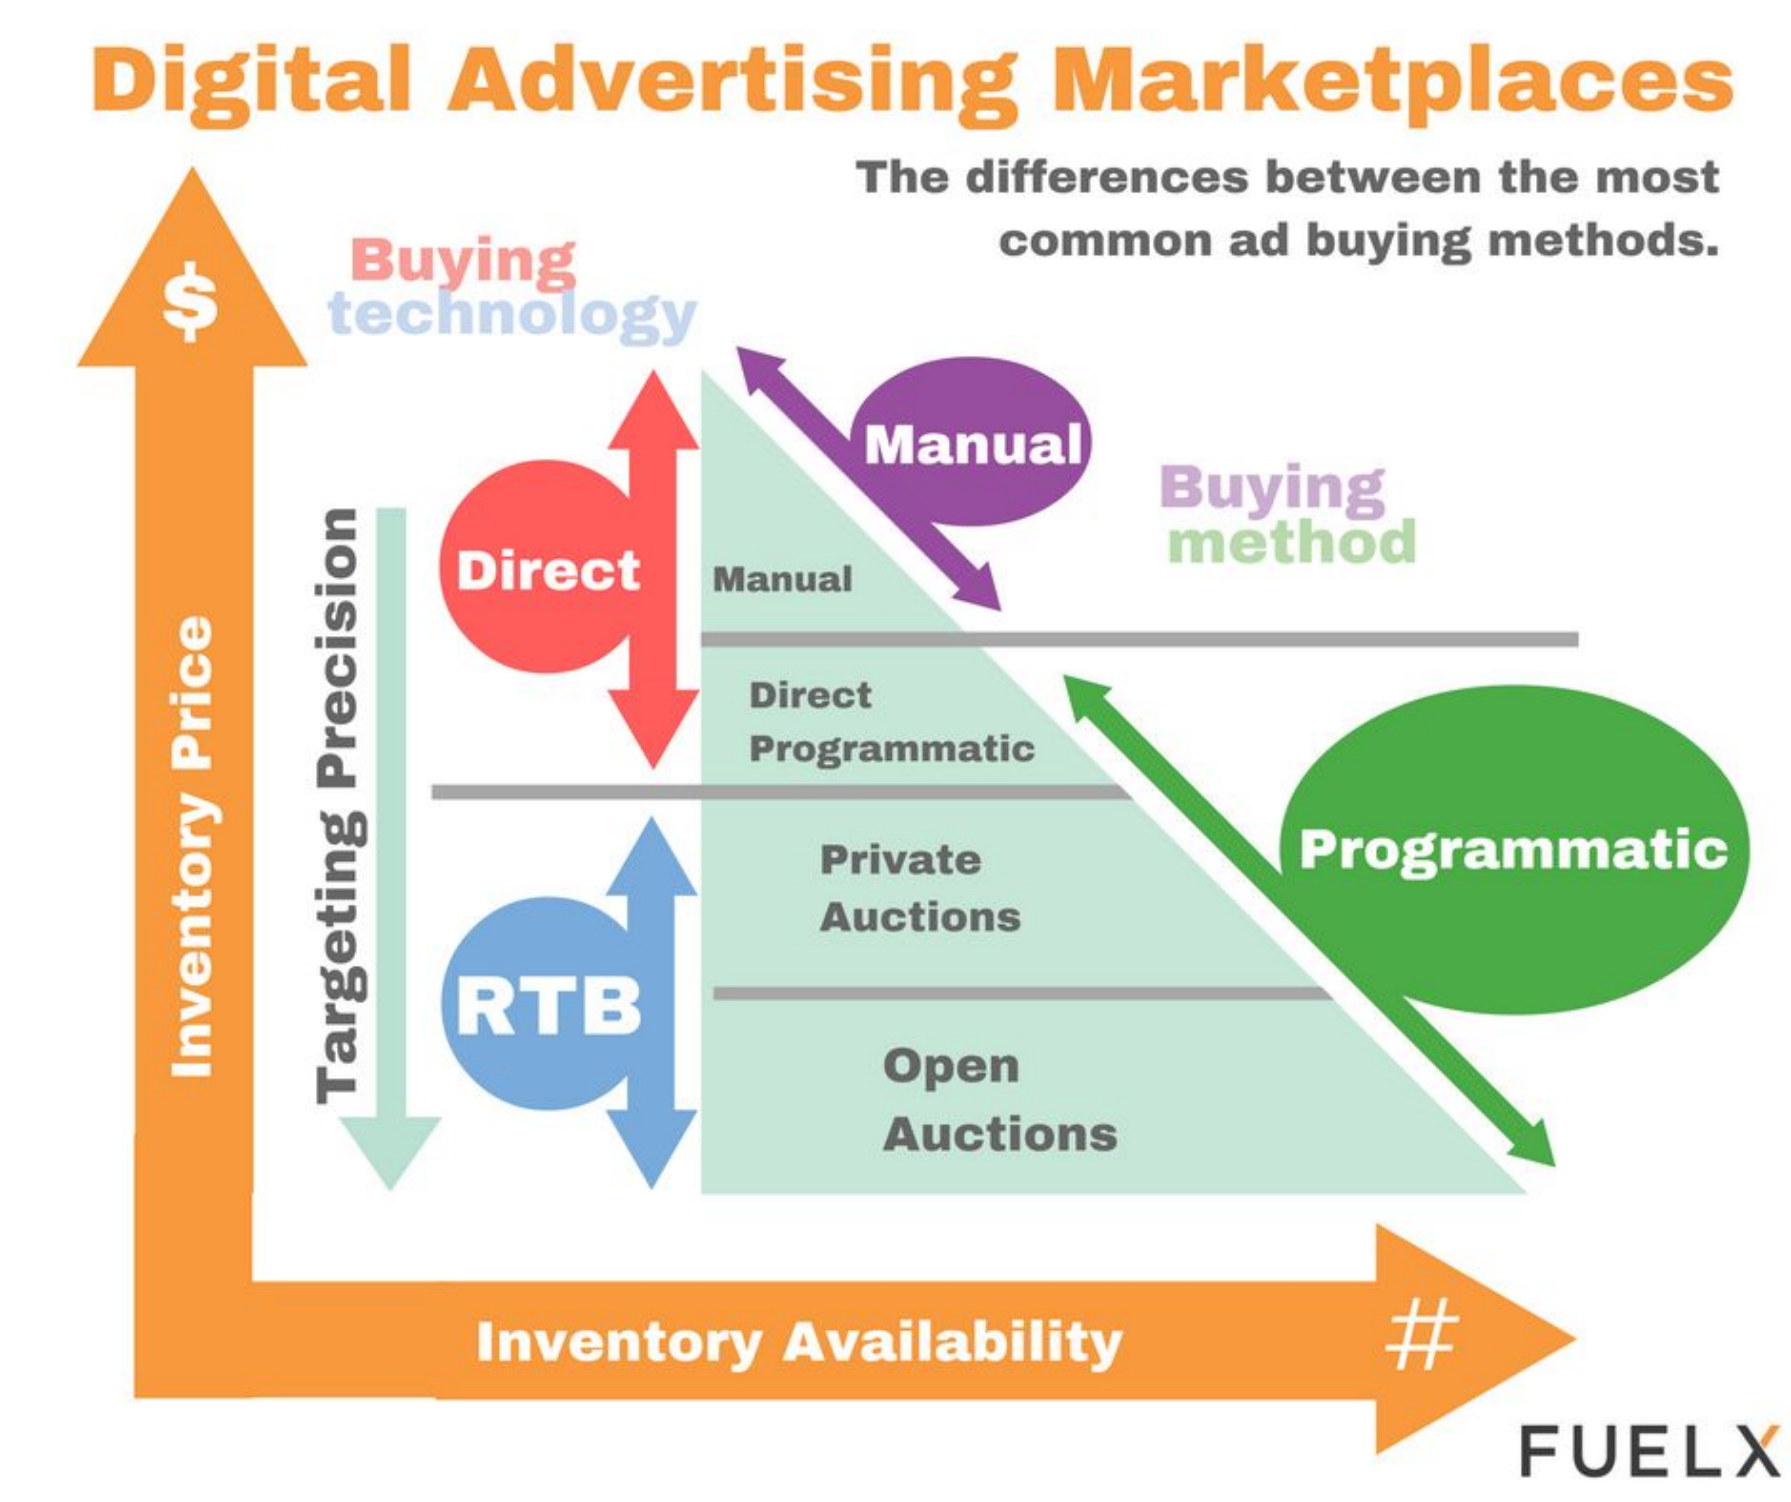 Digital Advertising Marketplaces
The differences between the most
common ad buying methods.
$
Buying
technology
Manual
Buying
method
Direct
Manual
Direct
Programmatic
Programmatic
Private
Auctions
RTB
Open
Auctions
Targeting Precision
Inventory Price
Inventory Availability
#
FUELX